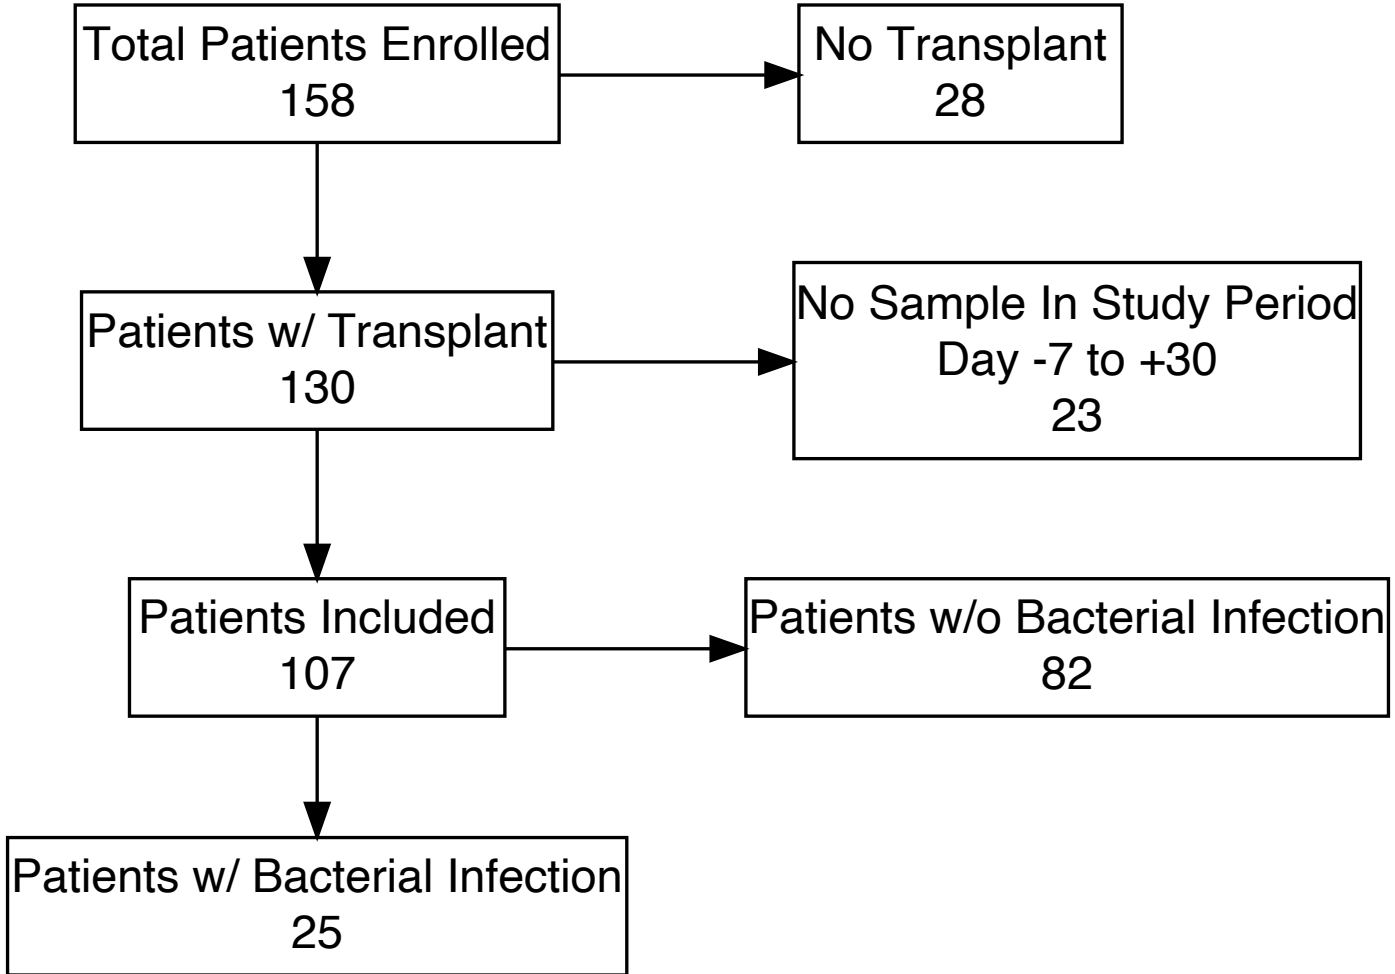 Total Patients Enrolled
158
No Transplant
28
Patients w/ Transplant
130
No Sample In Study Period
Day -7 to +30
23
Patients Included
107
Patients w/o Bacterial Infection
82
Patients w/ Bacterial Infection
25